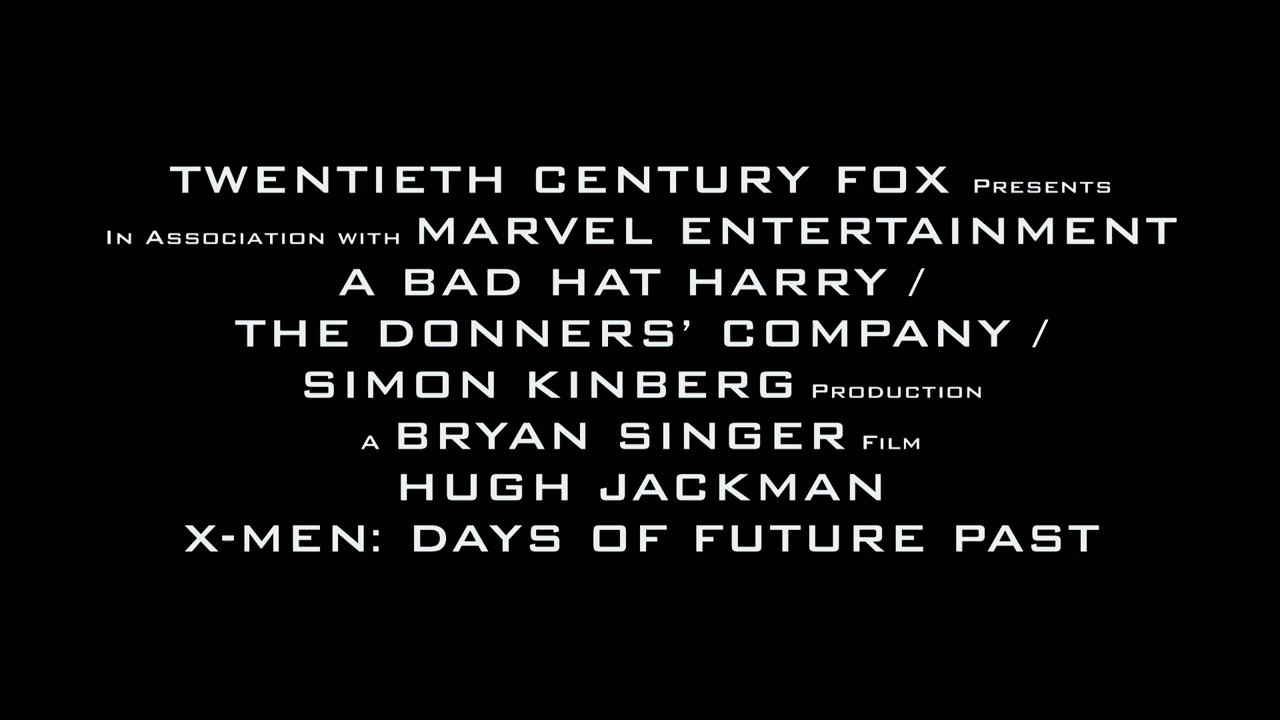 TWENTIETH CENTURY FOX PRESENTS
IN ASSOCIATION WITH MARVEL ENTERTAINMENT
A BAD HAT HARRY /
THE DONNERS’ COMPANY /
SIMON KINBERG PRODUCTION
A BRYAN SINGER FILM
HUGH JACKMAN
X-MEN: DAYS OF FUTURE PAST